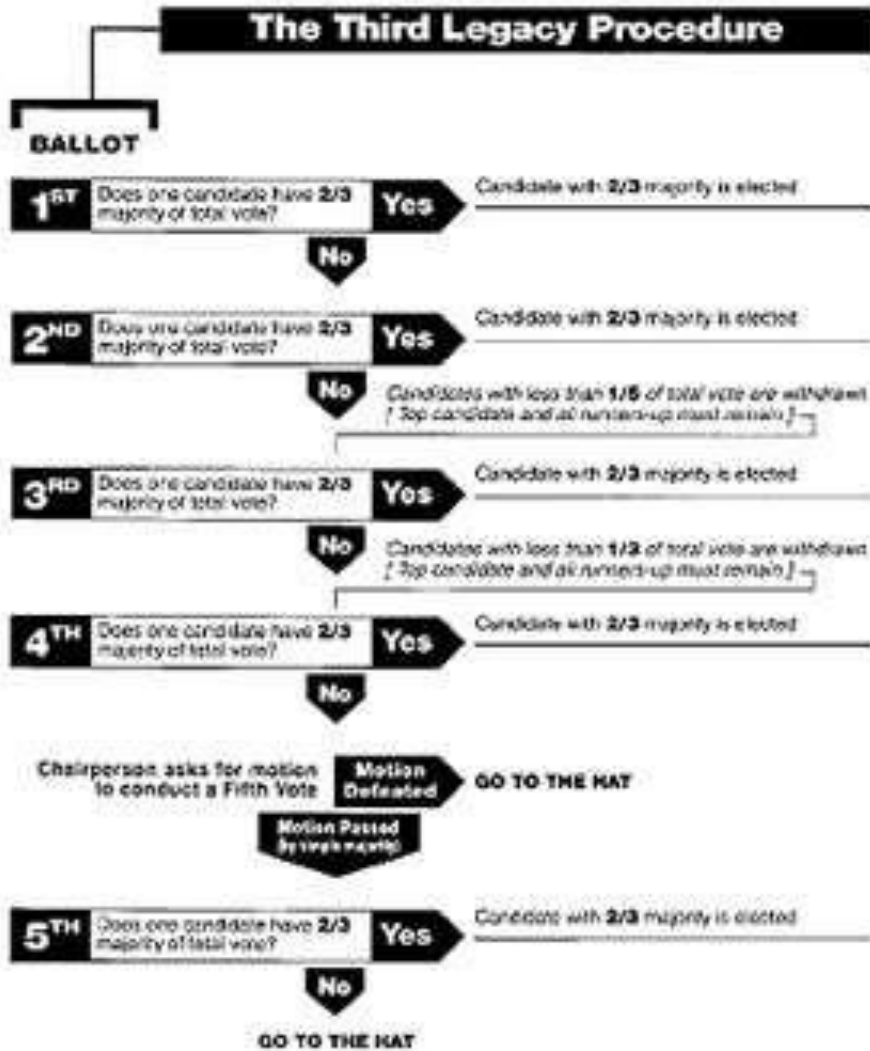 The Third Legacy Procedure
BALLOT
1ST Does one candidate have 2/3 majority of total vote? Yes Candidate with 2/3 majority is elected
No
2ND Does one candidate have 2/3 majority of total vote? Yes Candidate with 2/3 majority is elected
No
Candidates with less than 1/5 of total vote are withdrawn
[ Top candidate and all runners-up must remain ]
3RD Does one candidate have 2/3 majority of total vote? Yes Candidate with 2/3 majority is elected
No
Candidates with less than 1/3 of total vote are withdrawn
[ Top candidate and all runners-up must remain ]
4TH Does one candidate have 2/3 majority of total vote? Yes Candidate with 2/3 majority is elected
No
Chairperson asks for motion
to conduct a Fifth Vote
Motion
Defeated
GO TO THE HAT
Motion Passed
(by simple majority)
5TH Does one candidate have 2/3 majority of total vote? Yes Candidate with 2/3 majority is elected
No
GO TO THE HAT